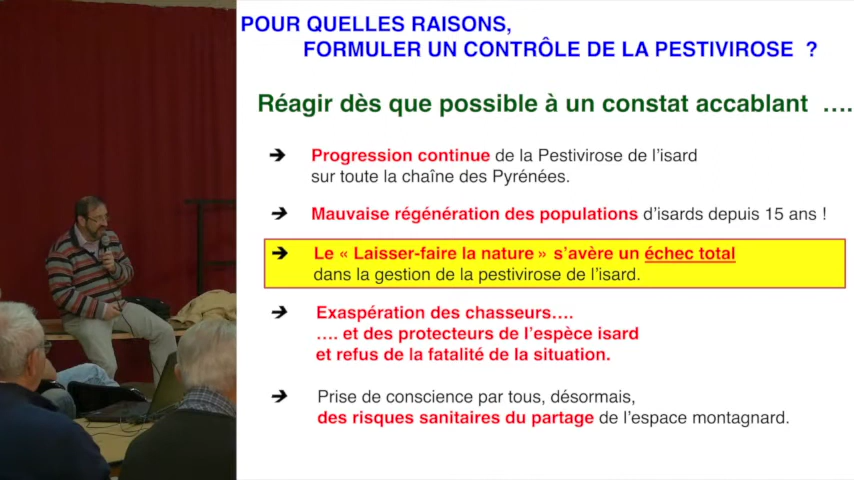 POUR QUELLES RAISONS,
FORMULER UN CONTRÔLE DE LA PESTIVIROSE ?
Réagir dès que possible à un constat accablant ….
➔ Progression continue de la Pestivirose de l’isard
sur toute la chaîne des Pyrénées.
➔ Mauvaise régénération des populations d’isards depuis 15 ans !
➔ Le « Laisser-faire la nature » s’avère un échec total
dans la gestion de la pestivirose de l’isard.
➔ Exaspération des chasseurs….
…. et des protecteurs de l’espèce isard
et refus de la fatalité de la situation.
➔ Prise de conscience par tous, désormais,
des risques sanitaires du partage de l’espace montagnard.